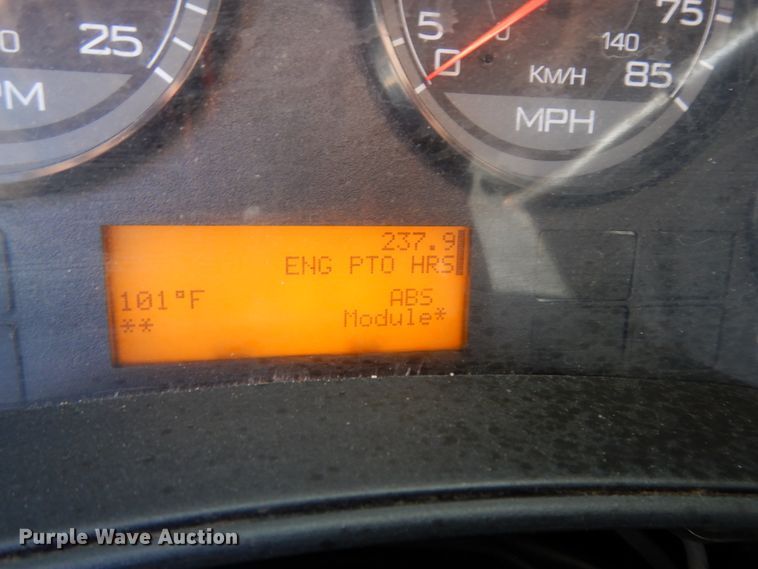 25
PM
5
0
0
75
140
85
KM/H
MPH
237.9
ENG PTO HRS
101°F
ABS
**
Module*
Purple Wave Auction